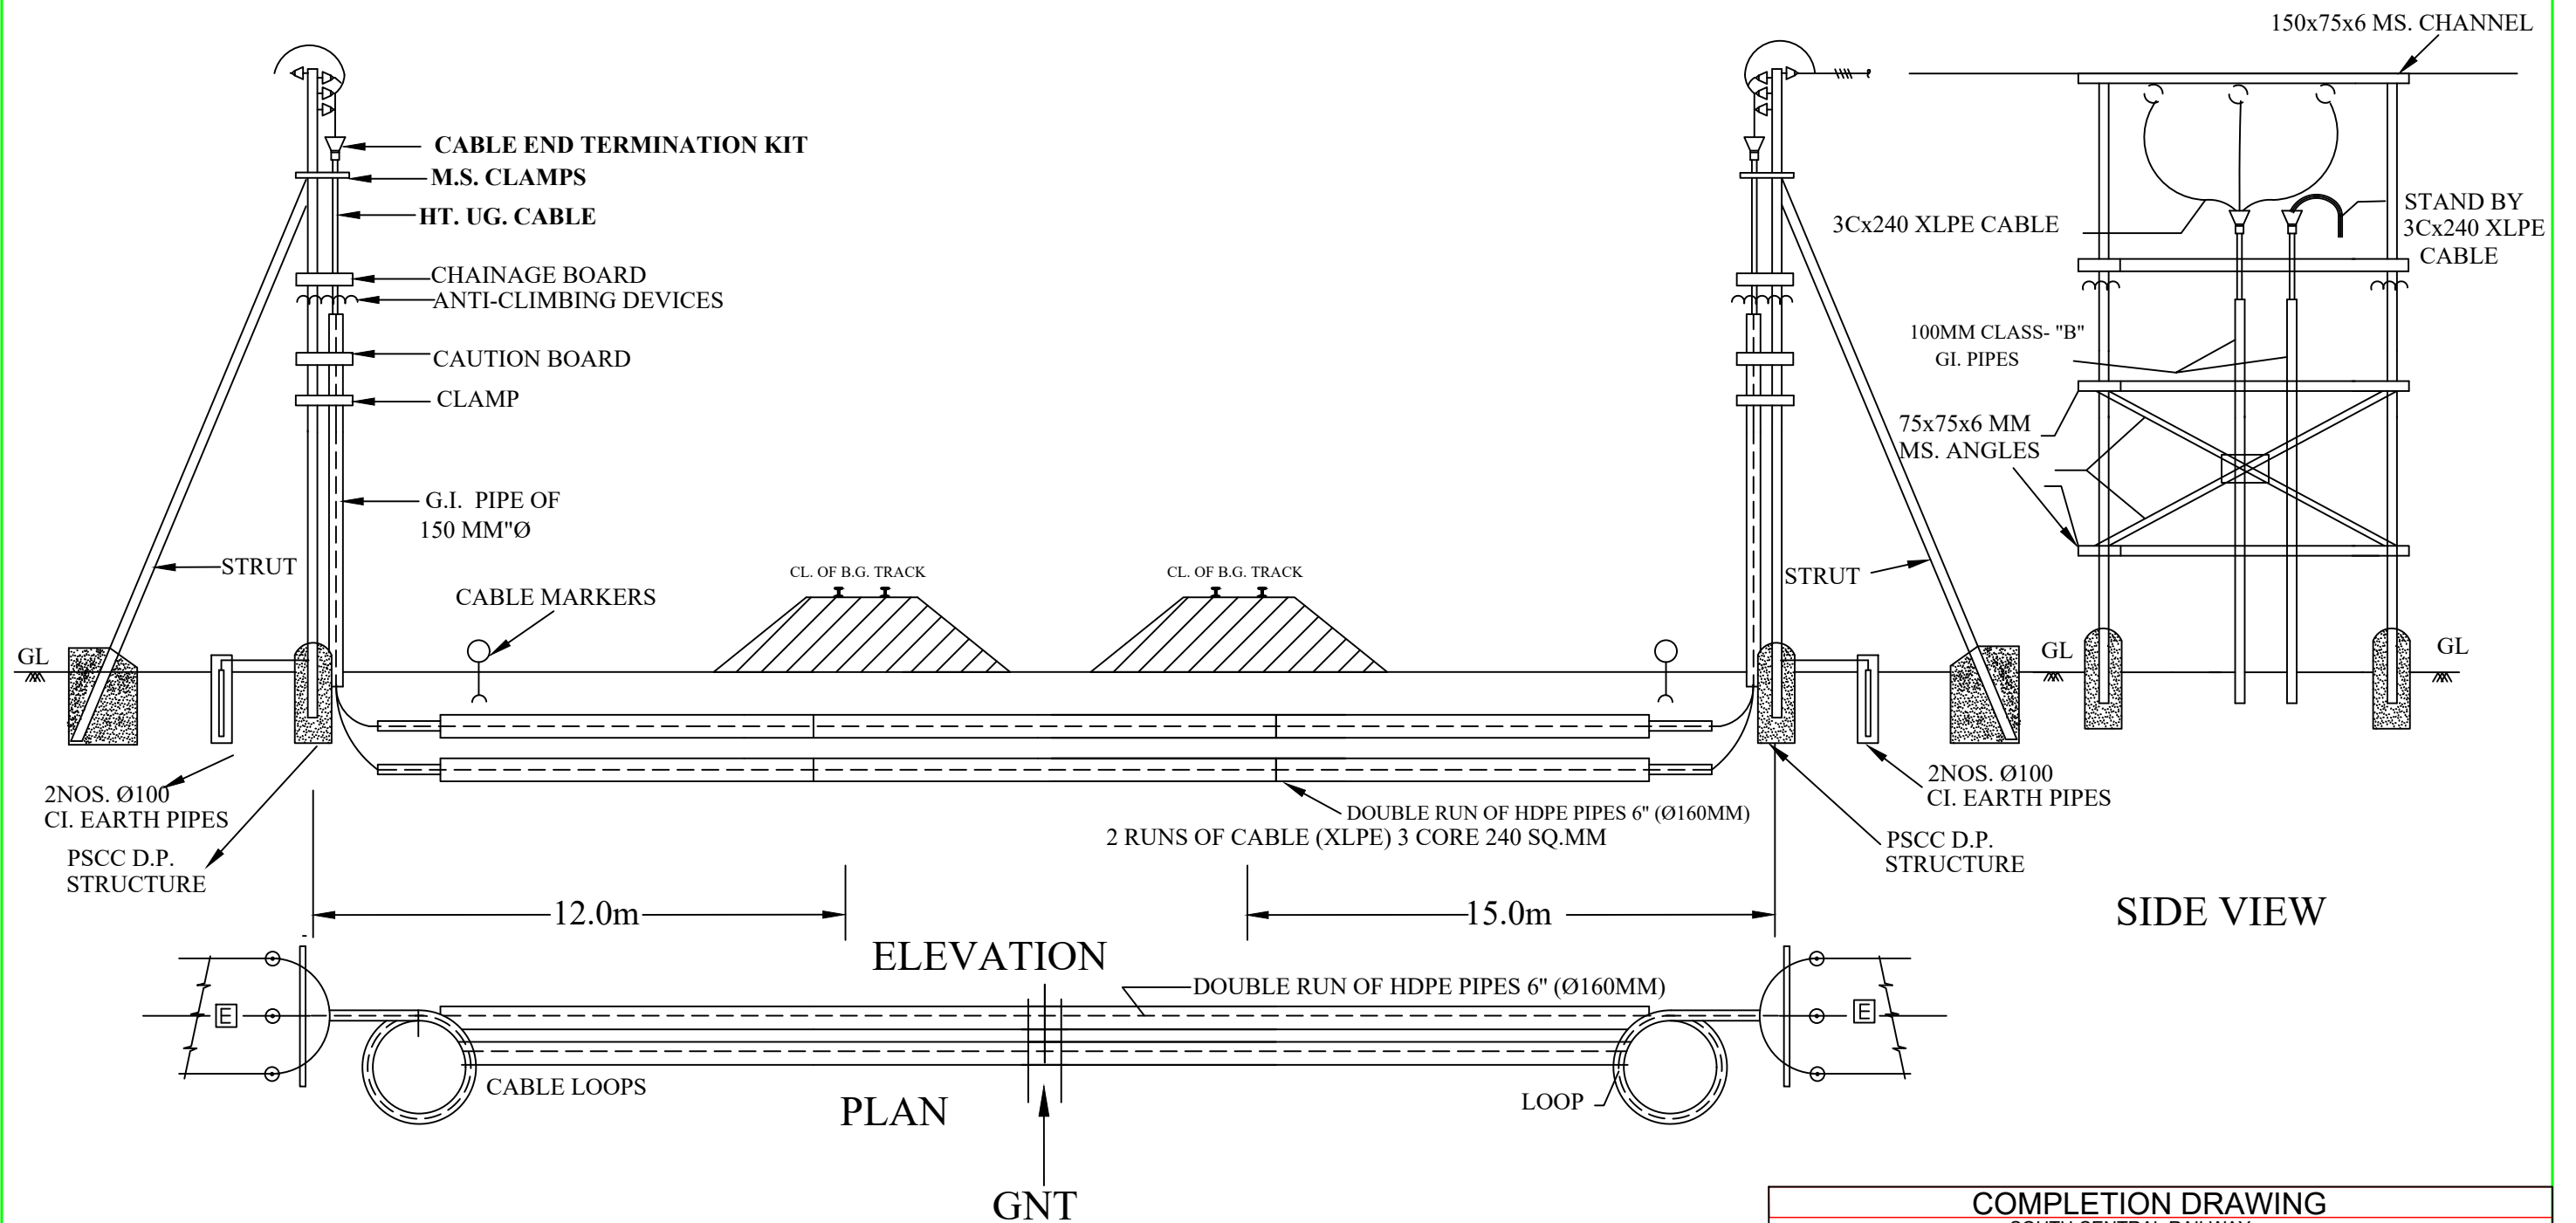 150x75x6 MS. CHANNEL
CABLE END TERMINATION KIT
M.S. CLAMPS
HT. UG. CABLE
CHAINAGE BOARD
ANTI-CLIMBING DEVICES
CAUTION BOARD
CLAMP
G.I. PIPE OF
150 MM"Ø
STRUT
CABLE MARKERS
CL. OF B.G. TRACK
CL. OF B.G. TRACK
STRUT
3Cx240 XLPE CABLE
STAND BY
3Cx240 XLPE
CABLE
100MM CLASS- "B"
GI. PIPES
75x75x6 MM
MS. ANGLES
GL
GL
GL
2NOS. Ø100
CI. EARTH PIPES
PSCC D.P.
STRUCTURE
DOUBLE RUN OF HDPE PIPES 6" (Ø160MM)
2 RUNS OF CABLE (XLPE) 3 CORE 240 SQ.MM
2NOS. Ø100
CI. EARTH PIPES
PSCC D.P.
STRUCTURE
12.0m
15.0m
SIDE VIEW
ELEVATION
DOUBLE RUN OF HDPE PIPES 6" (Ø160MM)
E
E
CABLE LOOPS
LOOP
PLAN
GNT
COMPLETION DRAWING
SOUTH CENTRAL RAILWAY